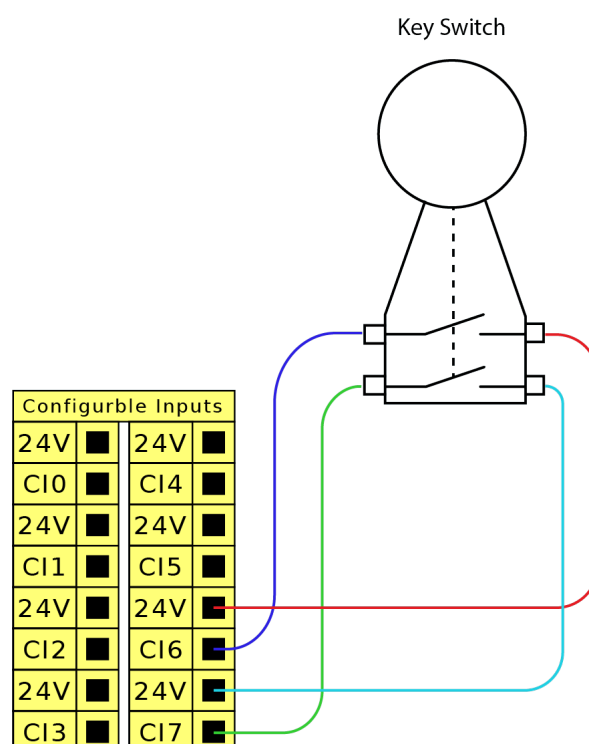 Key Switch
Configurble Inputs
24V 24V
CI0 CI4
24V 24V
CI1 CI5
24V 24V
CI2 CI6
24V 24V
CI3 CI7